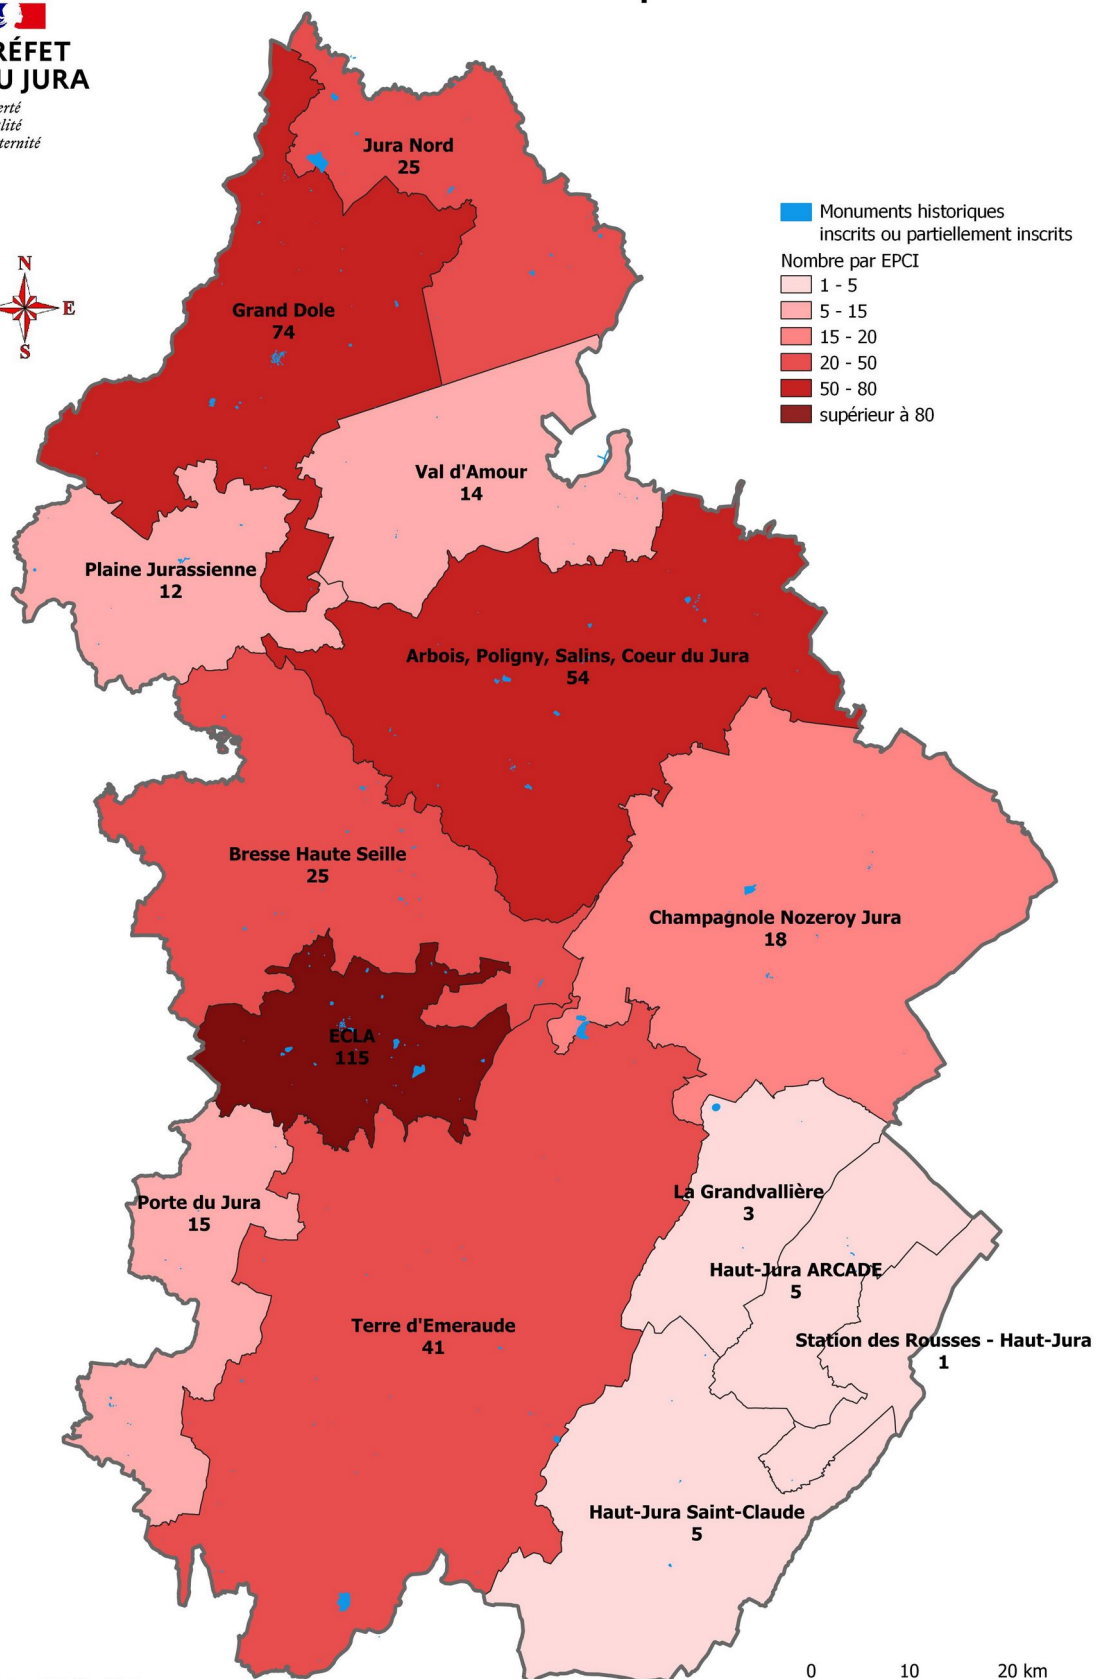 RÉFET
U JURA
erté
lité
ternité
N
E
S
Monuments historiques
inscrits ou partiellement inscrits
Nombre par EPCI
1 - 5
5 - 15
15 - 20
20 - 50
50 - 80
supérieur à 80
Jura Nord
25
Grand Dole
74
Val d'Amour
14
Plaine Jurassienne
12
Arbois, Poligny, Salins, Coeur du Jura
54
Bresse Haute Seille
25
Champagnole Nozeroy Jura
18
ECLA
115
La Grandvallière
3
Porte du Jura
15
Haut-Jura ARCADE
5
Terre d'Emeraude
41
Station des Rousses - Haut-Jura
1
Haut-Jura Saint-Claude
5
0 10 20 km